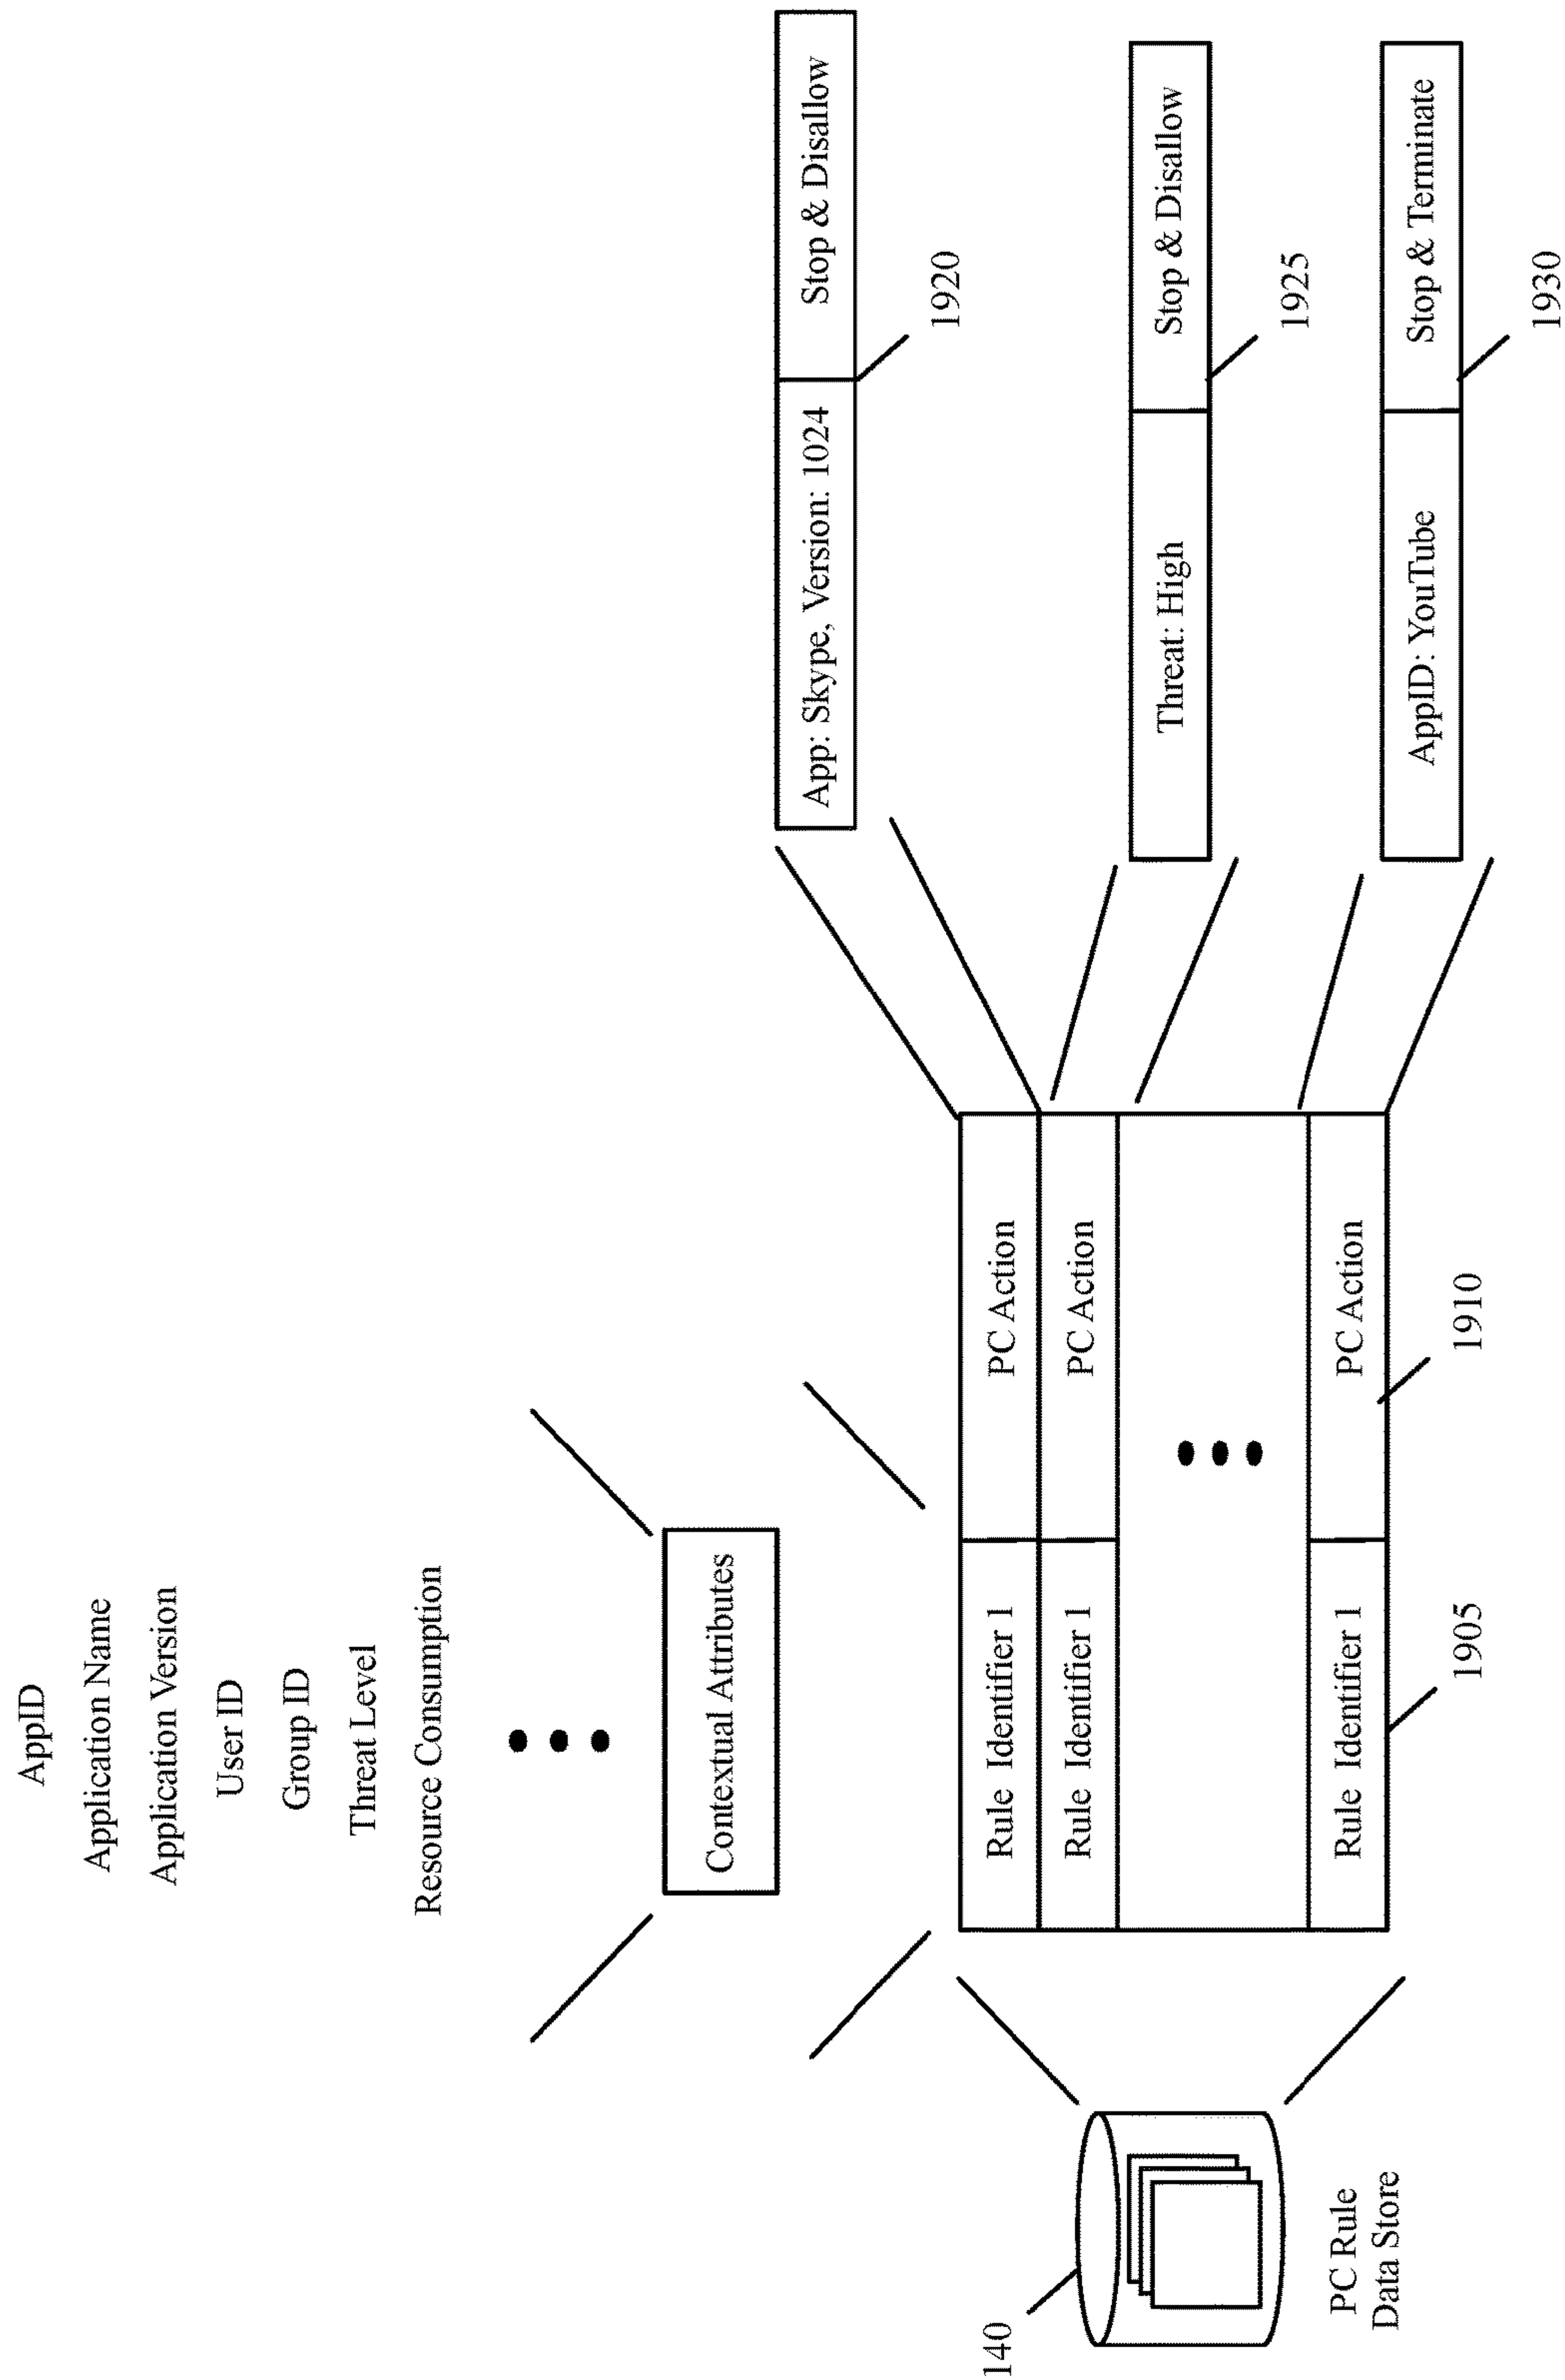 AppID
Application Name
Application Version
User ID
Group ID
Threat Level
Resource Consumption
Contextual Attributes
140
PC Rule
Data Store
Rule Identifier 1
PC Action
Rule Identifier 1
PC Action
Rule Identifier 1
PC Action
1905
1910
App: Skype, Version: 1024
Stop & Disallow
1920
Threat: High
Stop & Disallow
1925
AppID: YouTube
Stop & Terminate
1930